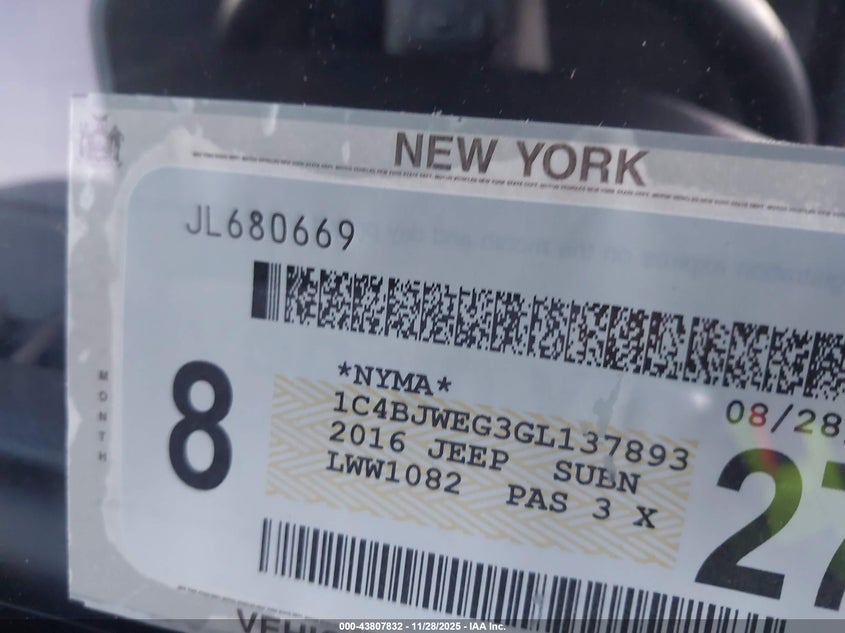 NEW YORK
JL680669
*NYMA*
1C4BJWEG3GL137893
08/28
2016 JEEP SUBN
LWW1082 PAS 3 X
8
MONTH
27
000-43807832 - 11/28/2025 - IAA Inc.